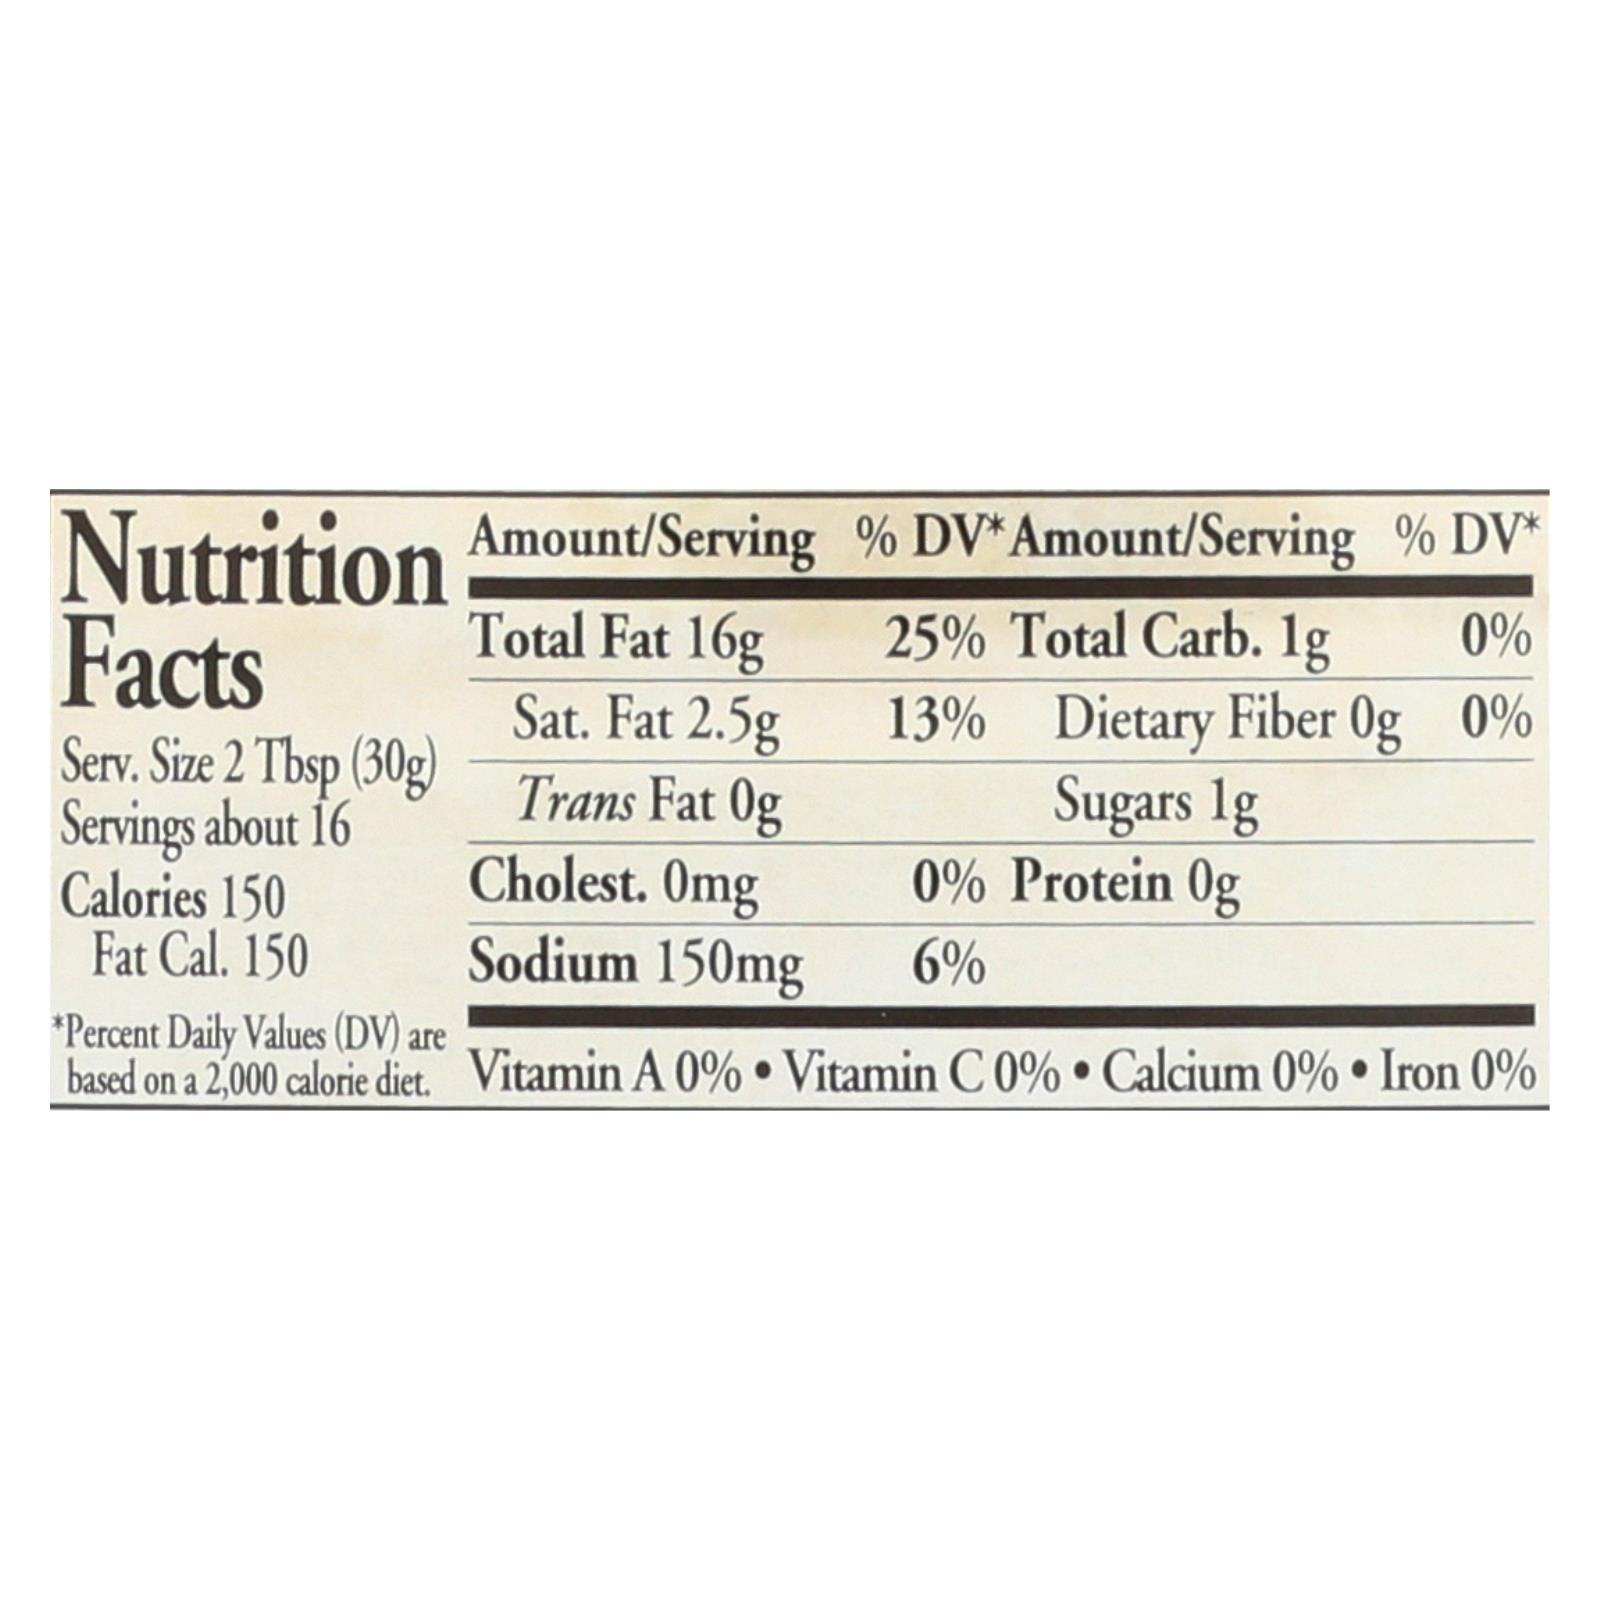 Nutrition
Facts
Serv. Size 2 Tbsp (30g)
Servings about 16
Calories 150
Fat Cal. 150
*Percent Daily Values (DV) are
based on a 2,000 calorie diet.
Amount/Serving % DV* Amount/Serving % DV*
Total Fat 16g 25% Total Carb. 1g 0%
Sat. Fat 2.5g 13% Dietary Fiber 0g 0%
Trans Fat 0g Sugars 1g
Cholest. 0mg 0% Protein 0g
Sodium 150mg 6%
Vitamin A 0% • Vitamin C 0% • Calcium 0% • Iron 0%